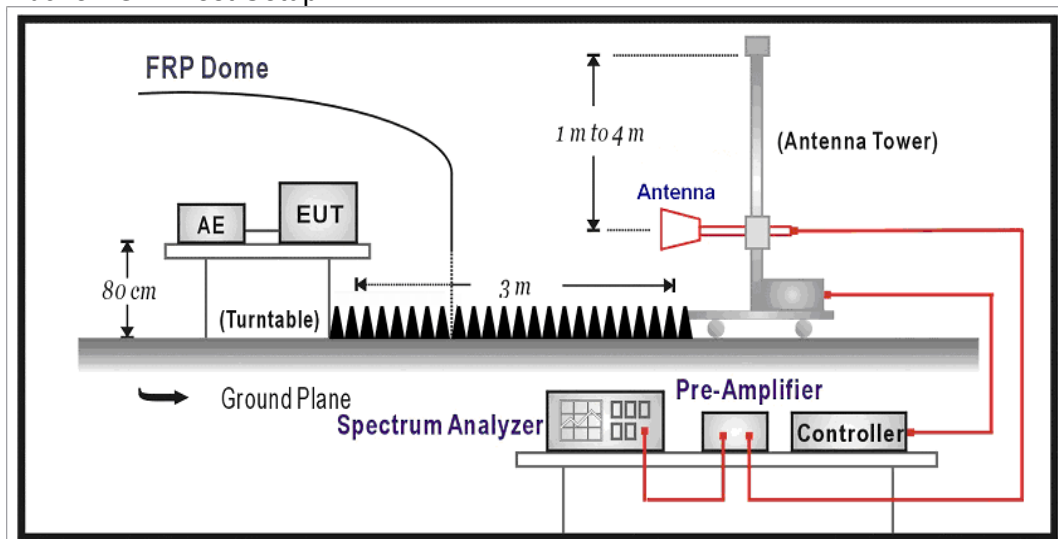 FRP Dome
1 m to 4 m
(Antenna Tower)
Antenna
AE
EUT
80 cm
3 m
(Turntable)
Ground Plane
Pre-Amplifier
Spectrum Analyzer
Controller